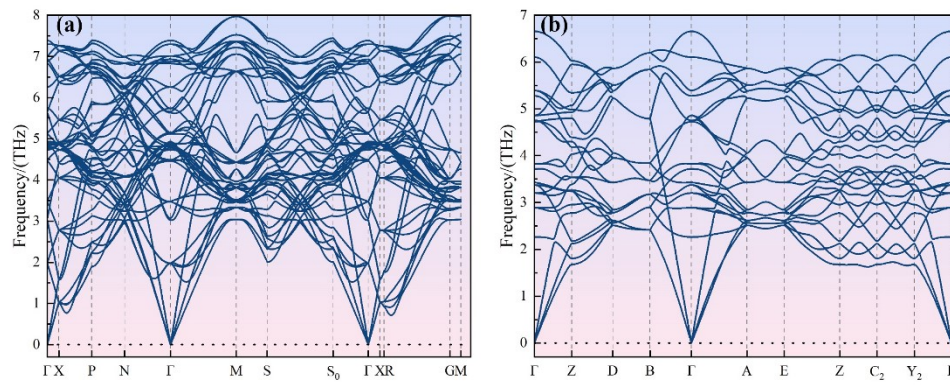 (a)
Frequency/(THz)
8
7
6
5
4
3
2
1
0
Γ X P N Γ M S S₀ Γ XR GM
(b)
Frequency/(THz)
7
6
5
4
3
2
1
0
Γ Z D B Γ A E Z C₂ Y₂